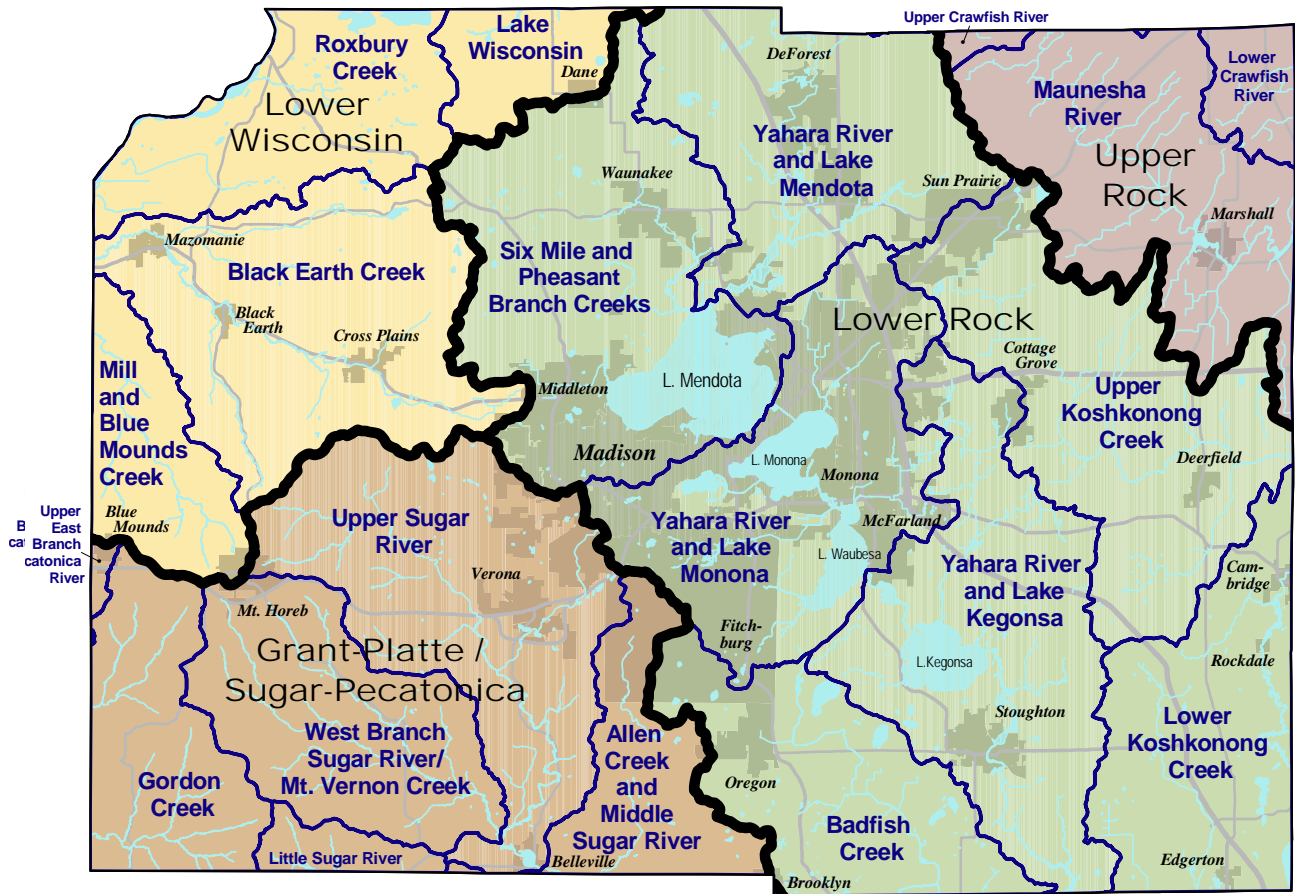 Upper Crawfish River
Roxbury
Creek
Lake
Wisconsin
Dane
DeForest
Lower
Crawfish
River
Maunesha
River
Lower
Wisconsin
Yahara River
and Lake
Mendota
Upper
Rock
Waunakee
Sun Prairie
Marshall
Mazomanie
Black Earth Creek
Six Mile and
Pheasant
Branch Creeks
Black
Earth
Cross Plains
Lower Rock
Cottage
Grove
Mill
and
Blue
Mounds
Creek
Middleton
L. Mendota
Upper
Koshkonong
Creek
Madison
L. Monona
Monona
Deerfield
Blue
Mounds
Upper
East
B Branch
cat catonica
River
Upper Sugar
River
Yahara River
and Lake
Monona
McFarland
L. Waubesa
Yahara River
and Lake
Kegonsa
Cam-
bridge
Verona
Mt. Horeb
Fitch-
burg
Grant-Platte /
Sugar-Pecatonica
L.Kegonsa
Rockdale
West Branch
Sugar River/
Mt. Vernon Creek
Allen
Creek
and
Middle
Sugar River
Stoughton
Lower
Koshkonong
Creek
Gordon
Creek
Oregon
Badfish
Creek
Little Sugar River
Belleville
Brooklyn
Edgerton